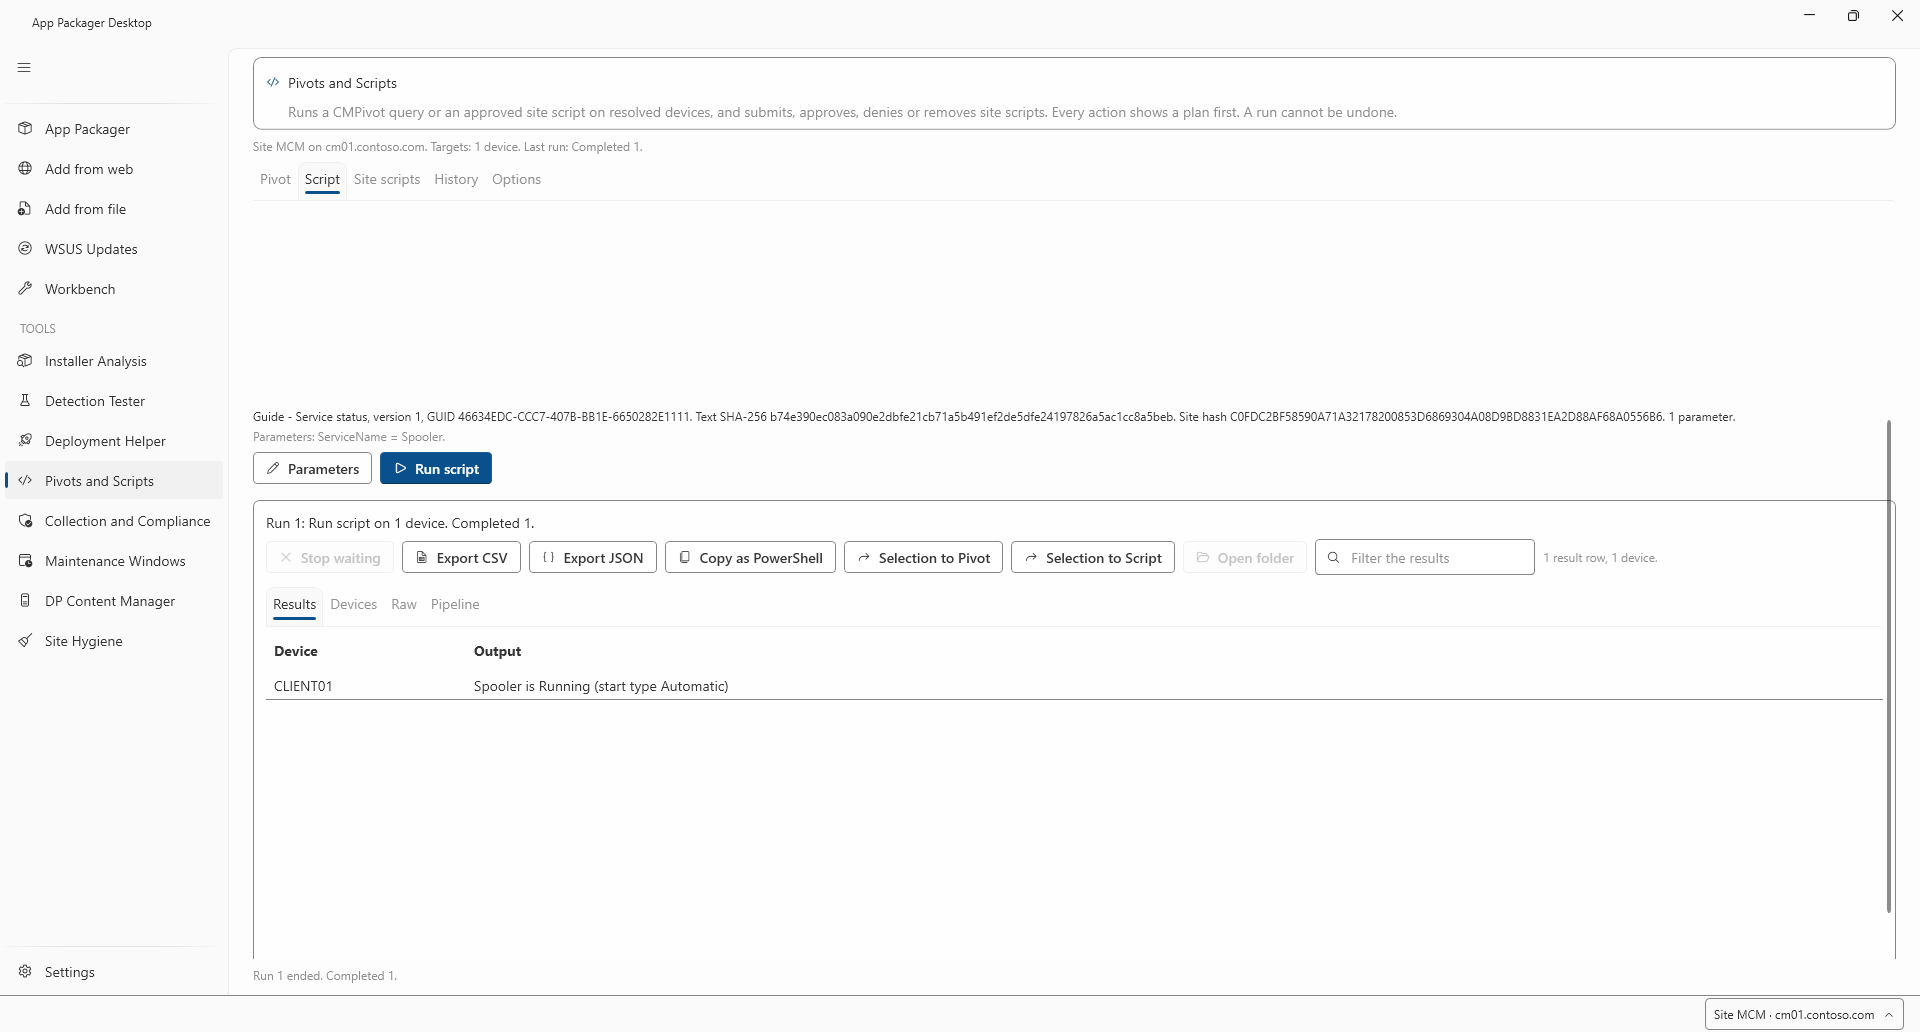 App Packager Desktop
Pivots and Scripts
Runs a CMPivot query or an approved site script on resolved devices, and submits, approves, denies or removes site scripts. Every action shows a plan first. A run cannot be undone.
Site MCM on cm01.contoso.com. Targets: 1 device. Last run: Completed 1.
Pivot Script Site scripts History Options
App Packager
Add from web
Add from file
WSUS Updates
Workbench
TOOLS
Installer Analysis
Detection Tester
Deployment Helper
Pivots and Scripts
Collection and Compliance
Maintenance Windows
DP Content Manager
Site Hygiene
Settings
Guide - Service status, version 1, GUID 46634EDC-CCC7-407B-BB1E-6650282E1111. Text SHA-256 b74e390ec083a090e2dbfe21cb71a5b491ef2de5dfe24197826a5ac1cc8a5beb. Site hash C0FDC2BF58590A71A32178200853D6869304A08D9BD8831EA2D88AF68A0556B6. 1 parameter.
Parameters: ServiceName = Spooler.
Parameters Run script
Run 1: Run script on 1 device. Completed 1.
Stop waiting Export CSV Export JSON Copy as PowerShell Selection to Pivot Selection to Script Open folder Filter the results 1 result row, 1 device.
Results Devices Raw Pipeline
Device Output
CLIENT01 Spooler is Running (start type Automatic)
Run 1 ended. Completed 1.
Site MCM · cm01.contoso.com